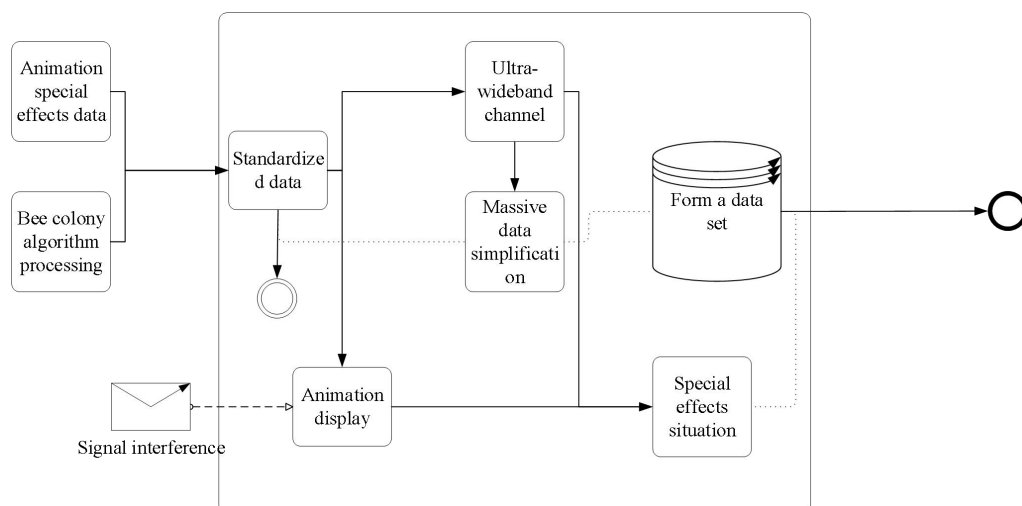 Animation
special
effects data
Bee colony
algorithm
processing
Standardize
d data
Ultra-
wideband
channel
Massive
data
simplificati
on
Form a data
set
Signal interference
Animation
display
Special
effects
situation